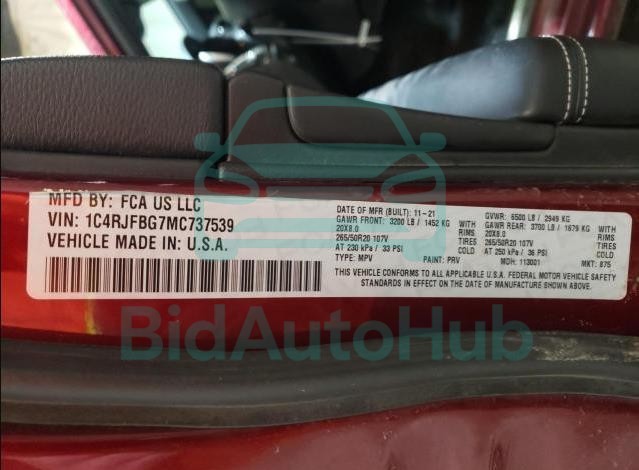 MFD BY: FCA US LLC
VIN: 1C4RJFBG7MC737539
VEHICLE MADE IN U.S.A.
DATE OF MFR (BUILT): 11-21
GVWR: 6500 LB / 2949 KG
GAWR FRONT: 3200 LB / 1452 KG WITH
GAWR REAR: 3700 LB / 1679 KG WITH
20X8.0 RIMS
20X8.0 RIMS
265/50R20 107V TIRES
265/50R20 107V TIRES
AT 230 kPa / 33 PSI COLD
AT 250 kPa / 36 PSI COLD
TYPE: MPV PAINT: PRV MDH: 113001 MKT: 875
THIS VEHICLE CONFORMS TO ALL APPLICABLE U.S.A. FEDERAL MOTOR VEHICLE SAFETY
STANDARDS IN EFFECT ON THE DATE OF MANUFACTURE SHOWN ABOVE.
BidAutoHub